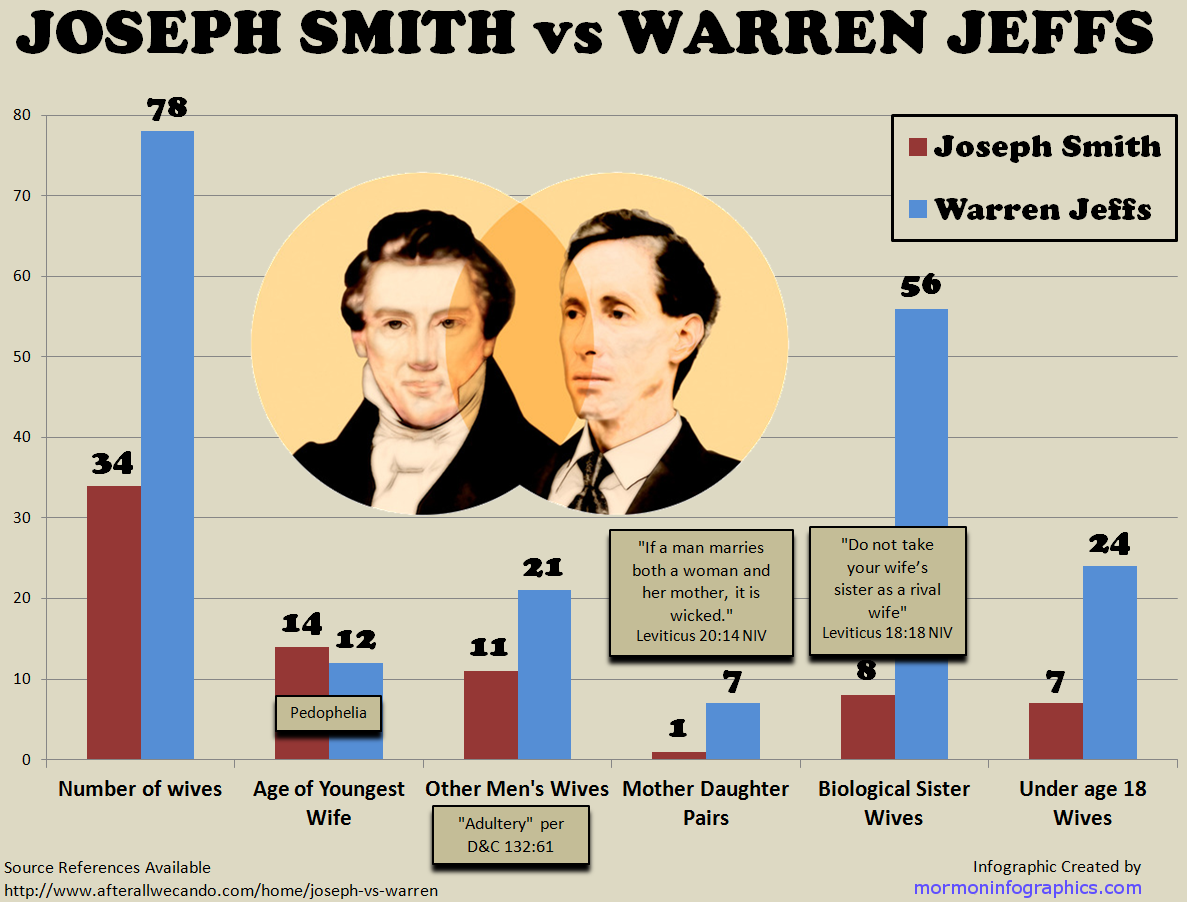 JOSEPH SMITH vs WARREN JEFFS
80
70
60
50
40
30
20
10
0
Joseph Smith
Warren Jeffs
34
78
14
12
11
21
1
7
8
56
7
24
Pedophelia
"If a man marries
both a woman and
her mother, it is
wicked."
Leviticus 20:14 NIV
"Do not take
your wife's
sister as a rival
wife"
Leviticus 18:18 NIV
Number of wives
Age of Youngest
Wife
Other Men's Wives
Mother Daughter
Pairs
Biological Sister
Wives
Under age 18
Wives
"Adultery" per
D&C 132:61
Source References Available
http://www.afterallwecando.com/home/joseph-vs-warren
Infographic Created by
mormoninfographics.com